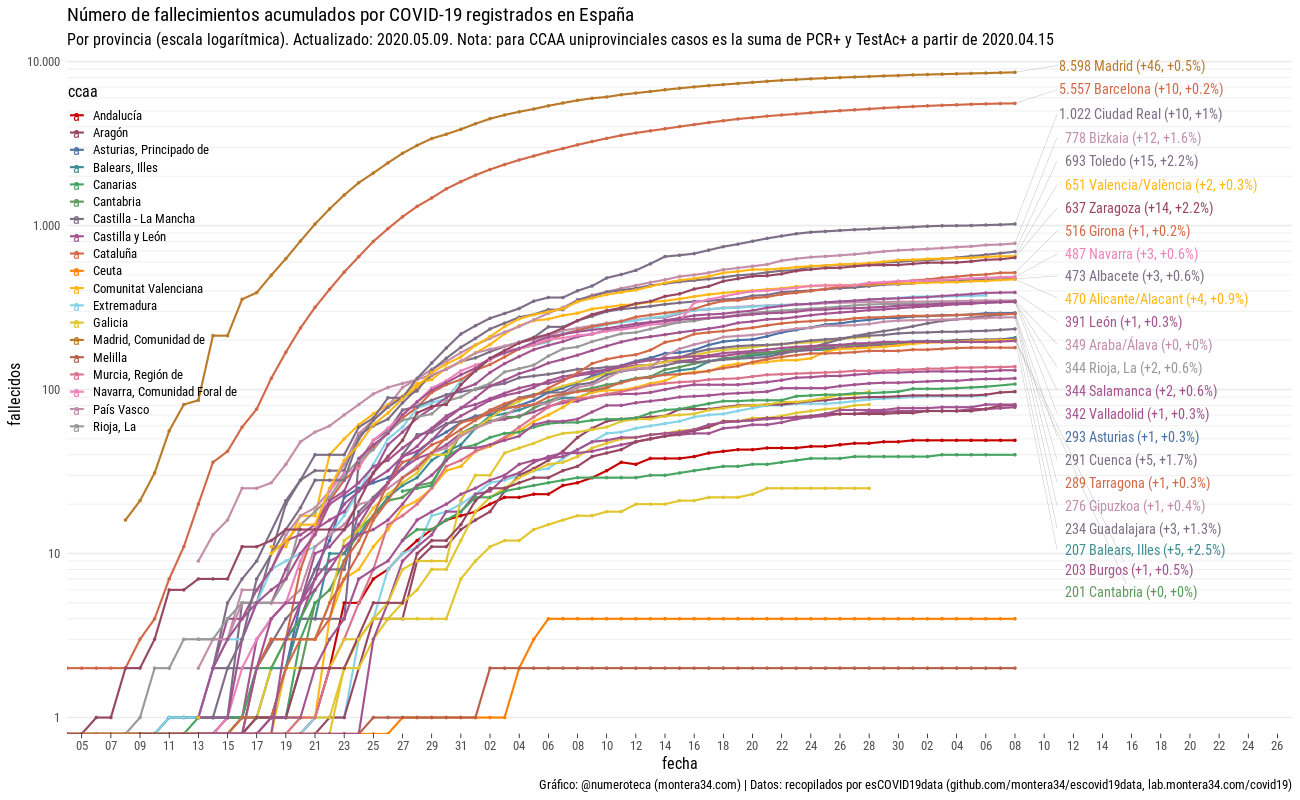 Número de fallecimientos acumulados por COVID-19 registrados en España
Por provincia (escala logarítmica). Actualizado: 2020.05.09. Nota: para CCAA uniprovinciales casos es la suma de PCR+ y TestAc+ a partir de 2020.04.15
10.000
1.000
100
10
1
fallecidos
ccaa
Andalucía
Aragón
Asturias, Principado de
Balears, Illes
Canarias
Cantabria
Castilla - La Mancha
Castilla y León
Cataluña
Ceuta
Comunitat Valenciana
Extremadura
Galicia
Madrid, Comunidad de
Melilla
Murcia, Región de
Navarra, Comunidad Foral de
País Vasco
Rioja, La
8.598 Madrid (+46, +0.5%)
5.557 Barcelona (+10, +0.2%)
1.022 Ciudad Real (+10, +1%)
778 Bizkaia (+12, +1.6%)
693 Toledo (+15, +2.2%)
651 Valencia/València (+2, +0.3%)
637 Zaragoza (+14, +2.2%)
516 Girona (+1, +0.2%)
487 Navarra (+3, +0.6%)
473 Albacete (+3, +0.6%)
470 Alicante/Alacant (+4, +0.9%)
391 León (+1, +0.3%)
349 Araba/Álava (+0, +0%)
344 Rioja, La (+2, +0.6%)
344 Salamanca (+2, +0.6%)
342 Valladolid (+1, +0.3%)
293 Asturias (+1, +0.3%)
291 Cuenca (+5, +1.7%)
289 Tarragona (+1, +0.3%)
276 Gipuzkoa (+1, +0.4%)
234 Guadalajara (+3, +1.3%)
207 Balears, Illes (+5, +2.5%)
203 Burgos (+1, +0.5%)
201 Cantabria (+0, +0%)
05 07 09 11 13 15 17 19 21 23 25 27 29 31 02 04 06 08 10 12 14 16 18 20 22 24 26 28 30 02 04 06 08 10 12 14 16 18 20 22 24 26
fecha
Gráfico: @numeroteca (montera34.com) | Datos: recopilados por esCOVID19data (github.com/montera34/escovid19data, lab.montera34.com/covid19)